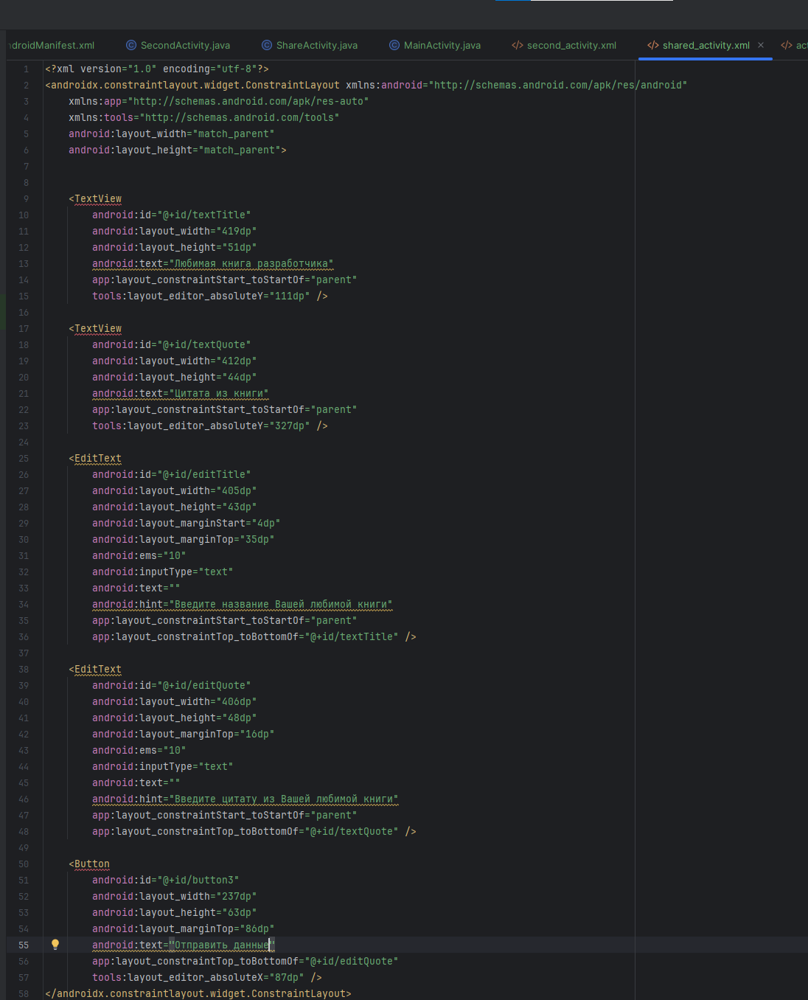 ndroidManifest.xml SecondActivity.java ShareActivity.java MainActivity.java </> second_activity.xml </> shared_activity.xml × </> act
1 <?xml version="1.0" encoding="utf-8"?>
2 <androidx.constraintlayout.widget.ConstraintLayout xmlns:android="http://schemas.android.com/apk/res/android"
3 xmlns:app="http://schemas.android.com/apk/res-auto"
4 xmlns:tools="http://schemas.android.com/tools"
5 android:layout_width="match_parent"
6 android:layout_height="match_parent">
7
8
9 <TextView
10 android:id="@+id/textTitle"
11 android:layout_width="419dp"
12 android:layout_height="51dp"
13 android:text="Любимая книга разработчика"
14 app:layout_constraintStart_toStartOf="parent"
15 tools:layout_editor_absoluteY="111dp" />
16
17 <TextView
18 android:id="@+id/textQuote"
19 android:layout_width="412dp"
20 android:layout_height="44dp"
21 android:text="Цитата из книги"
22 app:layout_constraintStart_toStartOf="parent"
23 tools:layout_editor_absoluteY="327dp" />
24
25 <EditText
26 android:id="@+id/editTitle"
27 android:layout_width="405dp"
28 android:layout_height="43dp"
29 android:layout_marginStart="4dp"
30 android:layout_marginTop="35dp"
31 android:ems="10"
32 android:inputType="text"
33 android:text=""
34 android:hint="Введите название Вашей любимой книги"
35 app:layout_constraintStart_toStartOf="parent"
36 app:layout_constraintTop_toBottomOf="@+id/textTitle" />
37
38 <EditText
39 android:id="@+id/editQuote"
40 android:layout_width="406dp"
41 android:layout_height="48dp"
42 android:layout_marginTop="16dp"
43 android:ems="10"
44 android:inputType="text"
45 android:text=""
46 android:hint="Введите цитату из Вашей любимой книги"
47 app:layout_constraintStart_toStartOf="parent"
48 app:layout_constraintTop_toBottomOf="@+id/textQuote" />
49
50 <Button
51 android:id="@+id/button3"
52 android:layout_width="237dp"
53 android:layout_height="63dp"
54 android:layout_marginTop="86dp"
55 android:text="Отправить данные"
56 app:layout_constraintTop_toBottomOf="@+id/editQuote"
57 tools:layout_editor_absoluteX="87dp" />
58 </androidx.constraintlayout.widget.ConstraintLayout>